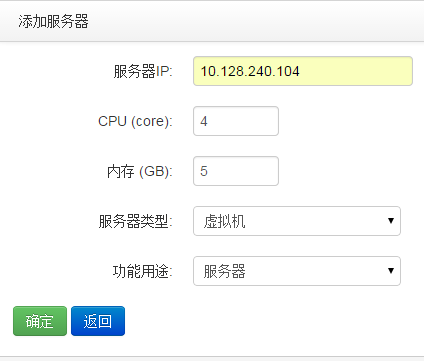 添加服务器
服务器IP: 10.128.240.104
CPU (core): 4
内存 (GB): 5
服务器类型: 虚拟机
功能用途: 服务器
确定 返回